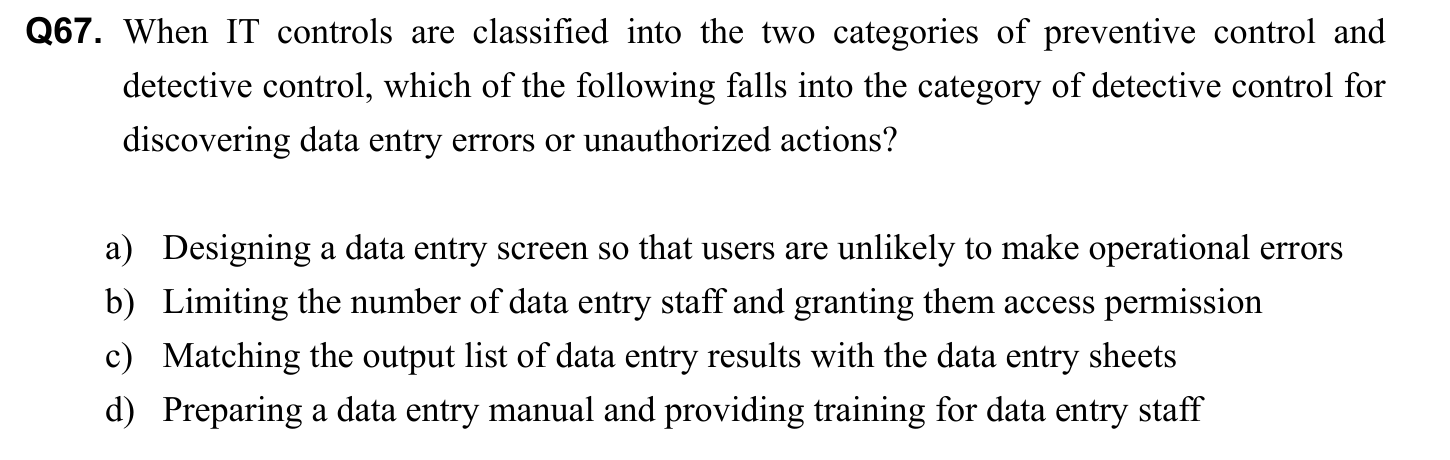 Q67. When IT controls are classified into the two categories of preventive control and
detective control, which of the following falls into the category of detective control for
discovering data entry errors or unauthorized actions?
a) Designing a data entry screen so that users are unlikely to make operational errors
b) Limiting the number of data entry staff and granting them access permission
c) Matching the output list of data entry results with the data entry sheets
d) Preparing a data entry manual and providing training for data entry staff